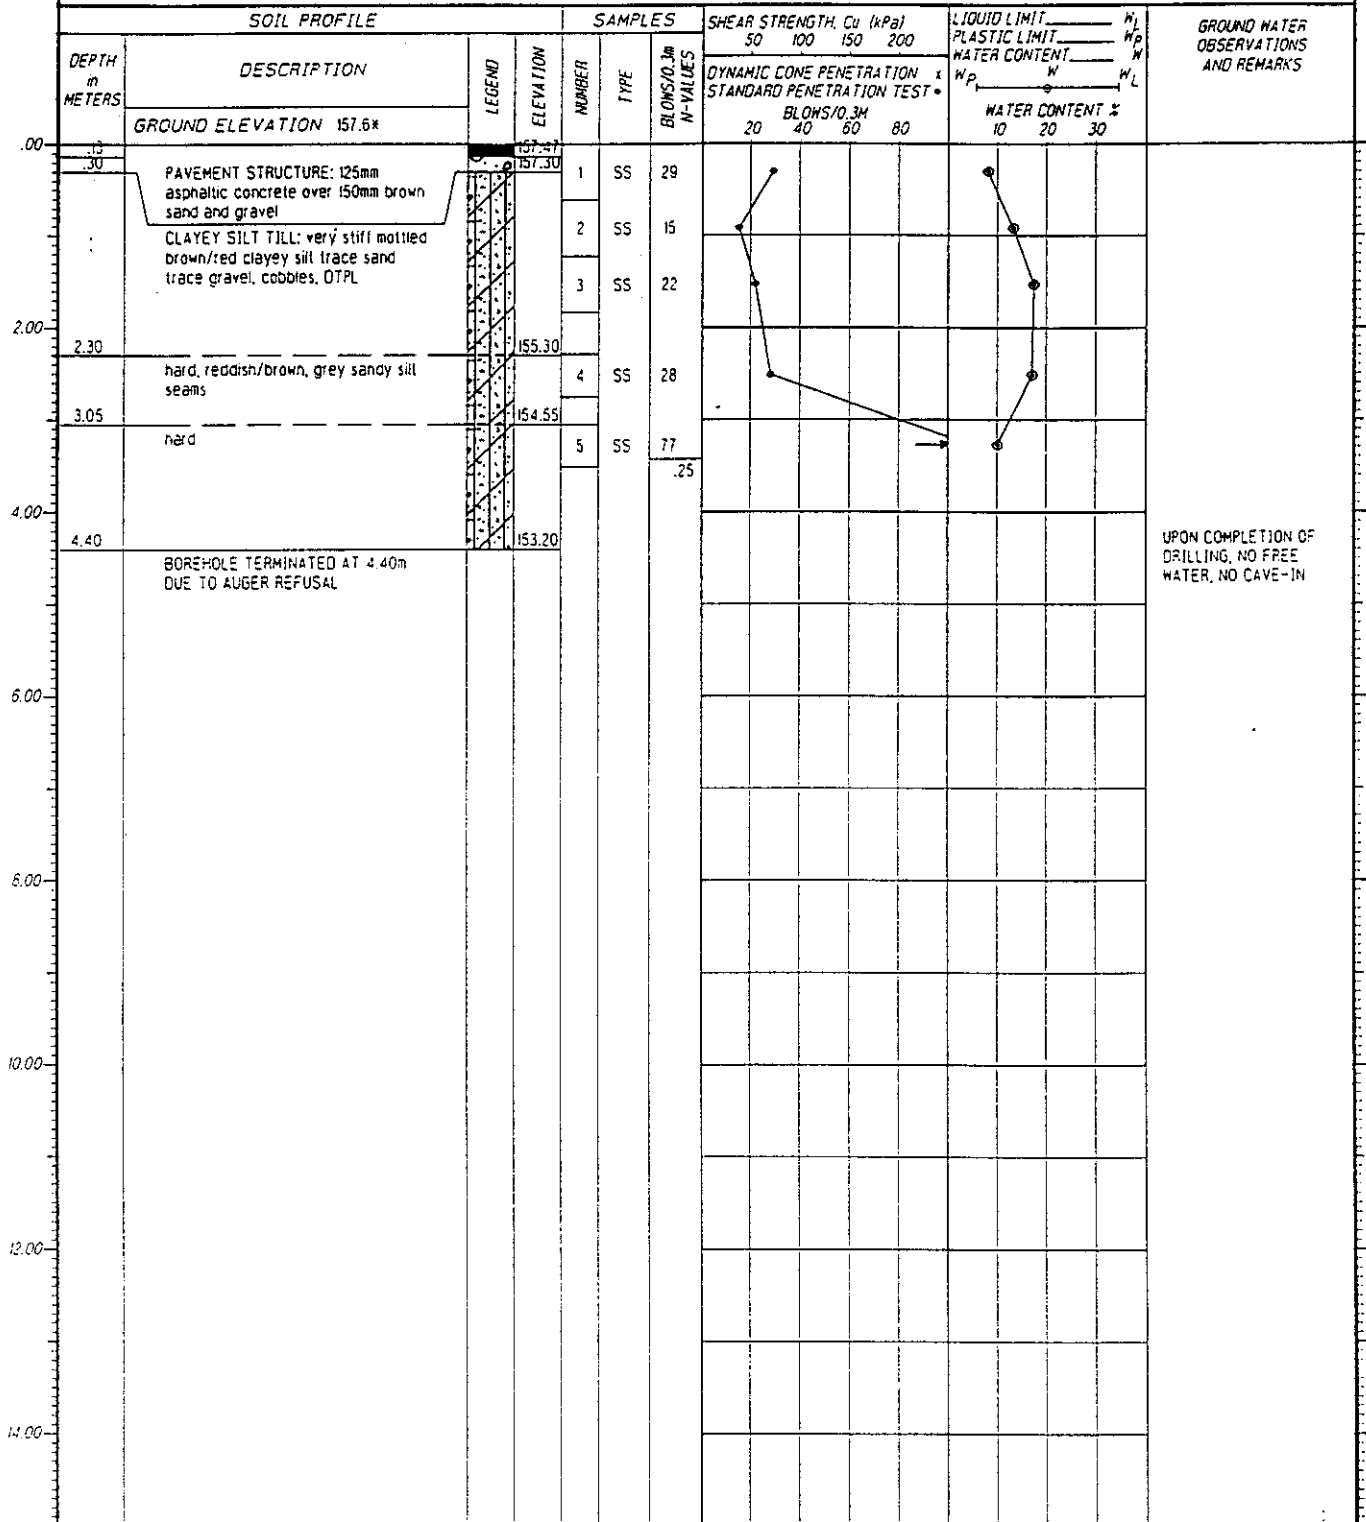 SOIL PROFILE
SAMPLES
DEPTH
in
METERS
DESCRIPTION
GROUND ELEVATION 157.6*
LEGEND
ELEVATION
NUMBER
TYPE
BLOWS/0.3M
N-VALUES
SHEAR STRENGTH, Cu (kPa)
50 100 150 200
DYNAMIC CONE PENETRATION x
STANDARD PENETRATION TEST •
BLOWS/0.3M
20 40 60 80
LIQUID LIMIT WL
PLASTIC LIMIT WP
WATER CONTENT W
WP W WL
WATER CONTENT %
10 20 30
GROUND WATER
OBSERVATIONS
AND REMARKS
.00
.13 157.47
.30 157.30
PAVEMENT STRUCTURE: 125mm
asphaltic concrete over 150mm brown
sand and gravel
1 SS 29
CLAYEY SILT TILL: very stiff mottled
brown/red clayey silt trace sand
trace gravel, cobbles, DTPL
2 SS 15
3 SS 22
2.00
2.30 155.30
hard, reddish/brown, grey sandy silt
seams
4 SS 28
3.05 154.55
hard
5 SS 77
.25
4.00
4.40 153.20
BOREHOLE TERMINATED AT 4.40m
DUE TO AUGER REFUSAL
UPON COMPLETION OF
DRILLING, NO FREE
WATER, NO CAVE-IN
6.00
8.00
10.00
12.00
14.00